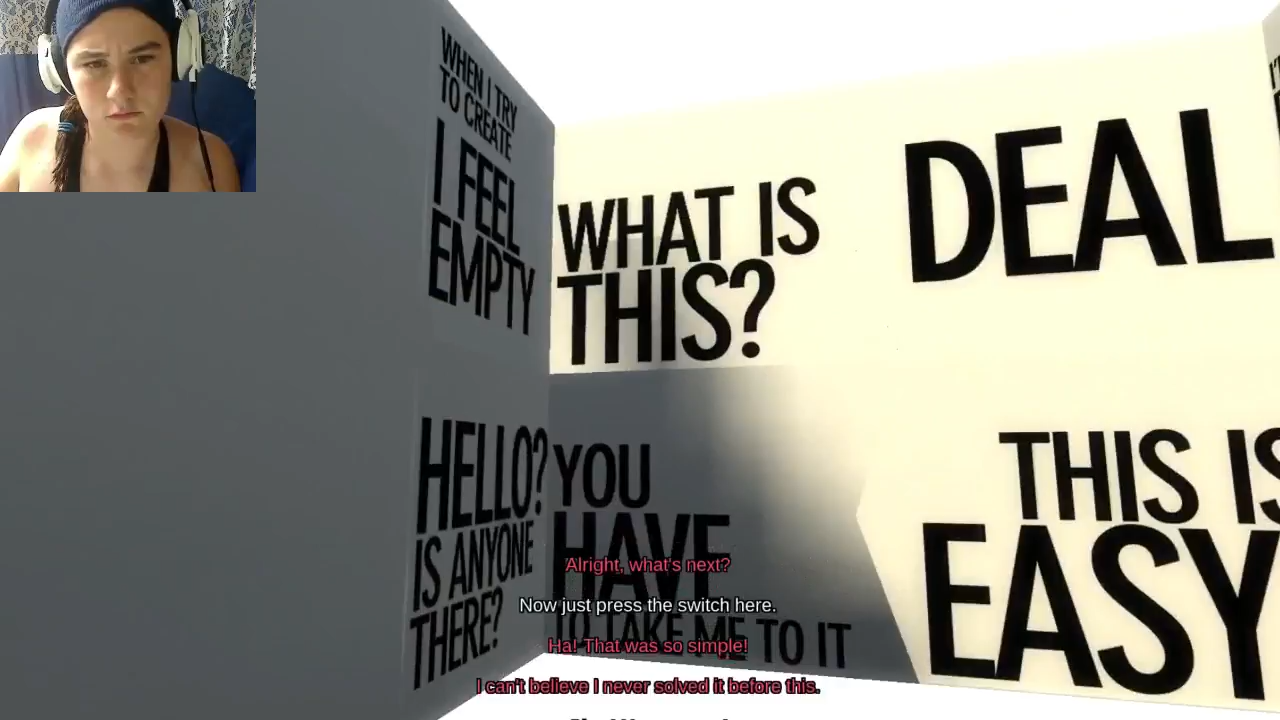 WHEN I TRY
TO CREATE
I FEEL
EMPTY
WHAT IS
THIS?
DEAL
HELLO?
IS ANYONE
THERE?
YOU
HAVE
TO TAKE ME TO IT
THIS IS
EASY
Alright, what's next?
Now just press the switch here.
Ha! That was so simple!
I can't believe I never solved it before this.